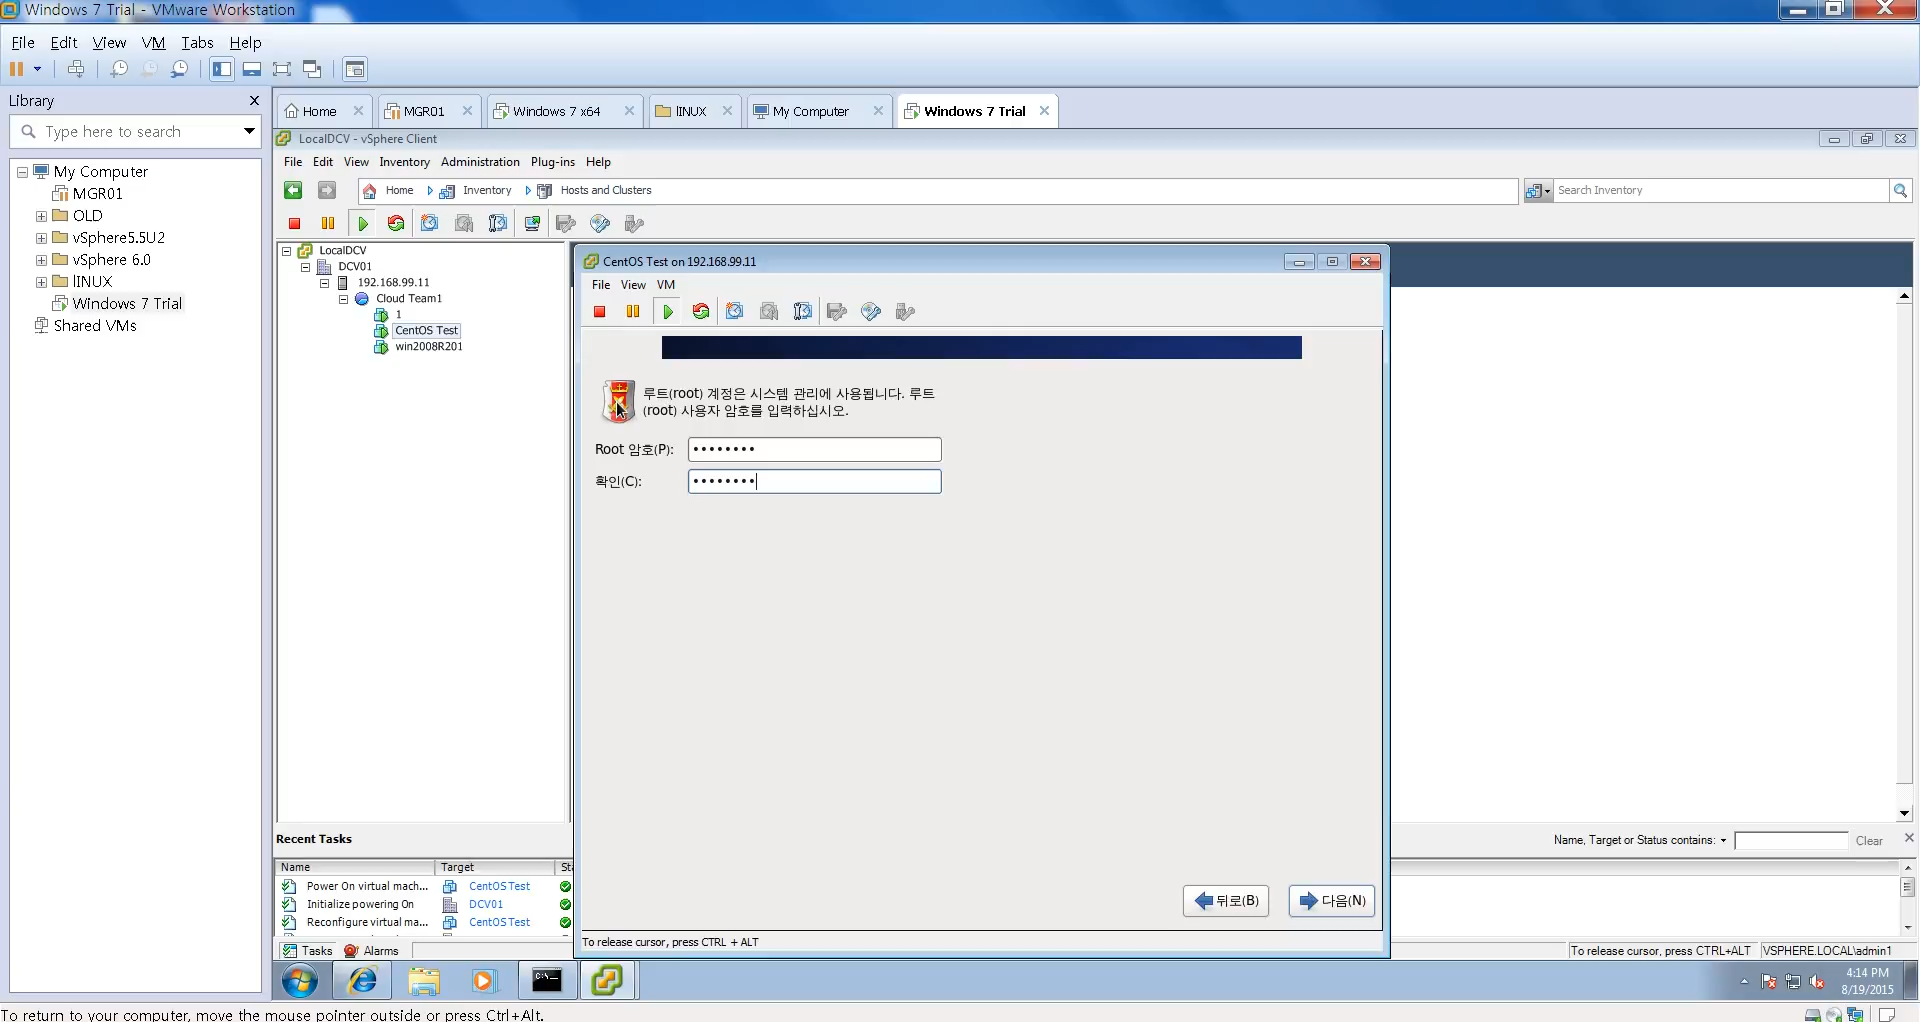 Windows 7 Trial - VMware Workstation
File Edit View VM Tabs Help
Library
Type here to search
My Computer
MGR01
OLD
vSphere5.5U2
vSphere 6.0
lINUX
Windows 7 Trial
Shared VMs
Home MGR01 Windows 7 x64 lINUX My Computer Windows 7 Trial
LocalDCV - vSphere Client
File Edit View Inventory Administration Plug-ins Help
Home Inventory Hosts and Clusters
Search Inventory
LocalDCV
DCV01
192.168.99.11
Cloud Team1
1
CentOS Test
win2008R201
CentOS Test on 192.168.99.11
File View VM
루트(root) 계정은 시스템 관리에 사용됩니다. 루트
(root) 사용자 암호를 입력하십시오.
Root 암호(P): ••••••••
확인(C): ••••••••
뒤로(B) 다음(N)
To release cursor, press CTRL + ALT
Recent Tasks
Name, Target or Status contains: Clear
Name Target Sta
Power On virtual mach... CentOS Test
Initialize powering On DCV01
Reconfigure virtual ma... CentOS Test
Tasks Alarms
To release cursor, press CTRL+ALT VSPHERE.LOCAL\admin1
C:\
4:14 PM
8/19/2015
To return to your computer, move the mouse pointer outside or press Ctrl+Alt.